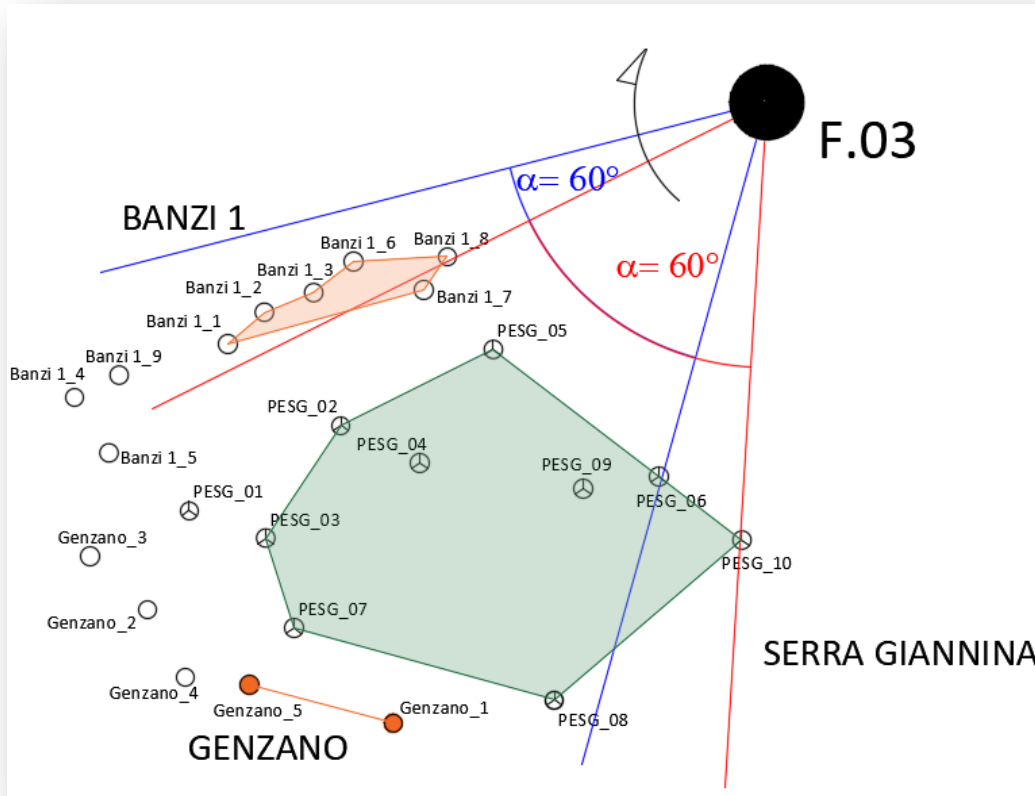 F.03
α= 60°
BANZI 1
Banzi 1_6
Banzi 1_8
α= 60°
Banzi 1_3
Banzi 1_2
Banzi 1_7
Banzi 1_1
PESG_05
Banzi 1_9
Banzi 1_4
PESG_02
PESG_04
Banzi 1_5
PESG_09
PESG_01
PESG_06
PESG_03
Genzano_3
PESG_10
PESG_07
Genzano_2
SERRA GIANNINA
Genzano_4
Genzano_5
Genzano_1
PESG_08
GENZANO